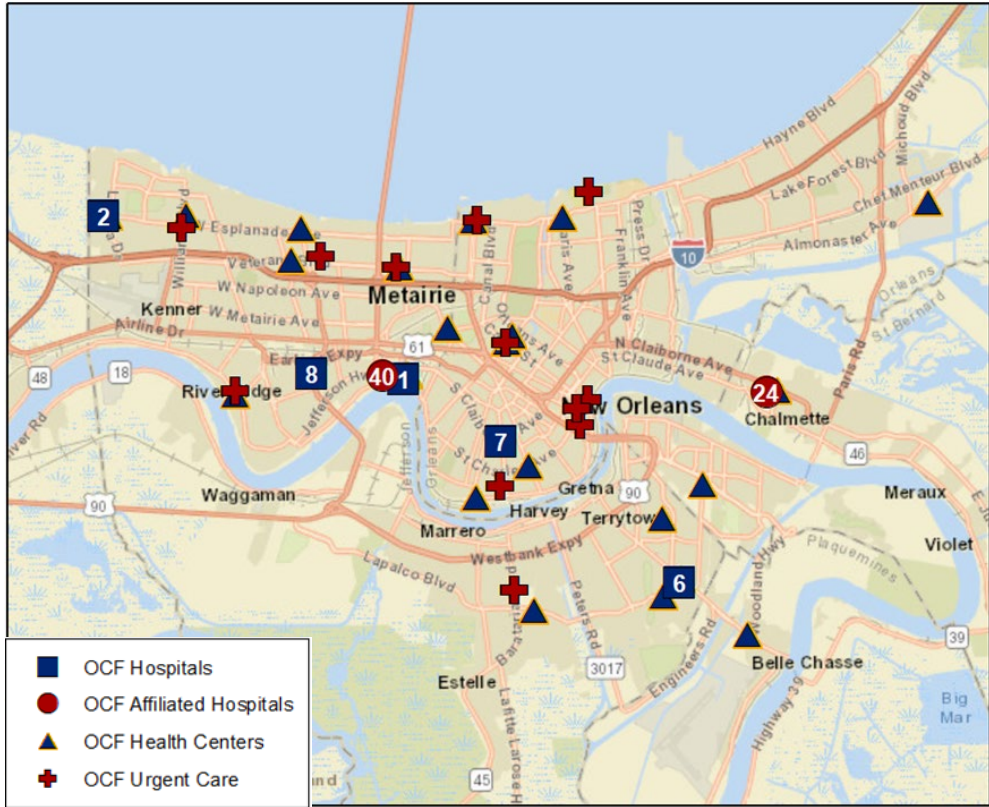 Hayne Blvd
Michoud Blvd
Lake Forest Blvd
Chef Menteur Blvd
Almonaster Ave
2
N Esplanade
Williams
Veterans
W Napoleon Ave
Canal Blvd
Paris Ave
Press Dr
Franklin Ave
10
Orleans
St Bernard
Metairie
Kenner
W Metairie Ave
Airline Dr
Orleans Ave
61
N Claiborne Ave
St Claude Ave
Paris Rd
48
18
Earhart Expy
8
40
1
24
River Ridge
Jefferson Hwy
New Orleans
Chalmette
River Rd
S Claiborne Ave
7
46
Jefferson
Orleans
St Charles Ave
Waggaman
90
Gretna
90
Meraux
Harvey
Terrytown
Marrero
Violet
Westbank Expy
Woodland Hwy
Plaquemines
Lapalco Blvd
6
Peters Rd
Barataria
Engineers Rd
39
Belle Chasse
3017
Estelle
Highway 39
Big
Mar
Lafitte Larose H
45
OCF Hospitals
OCF Affiliated Hospitals
OCF Health Centers
OCF Urgent Care